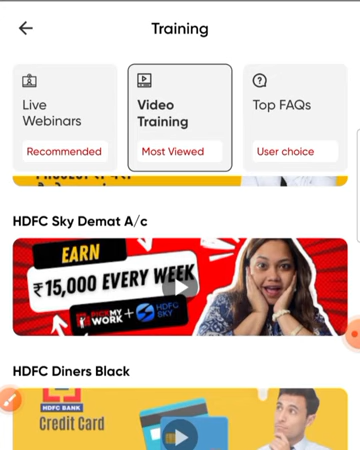 Training
Live
Webinars
Recommended
Video
Training
Most Viewed
Top FAQs
User choice
HDFC Sky Demat A/c
EARN
₹15,000 EVERY WEEK
PICKMY
WORK
+
HDFC
SKY
HDFC Diners Black
HDFC BANK
Credit Card